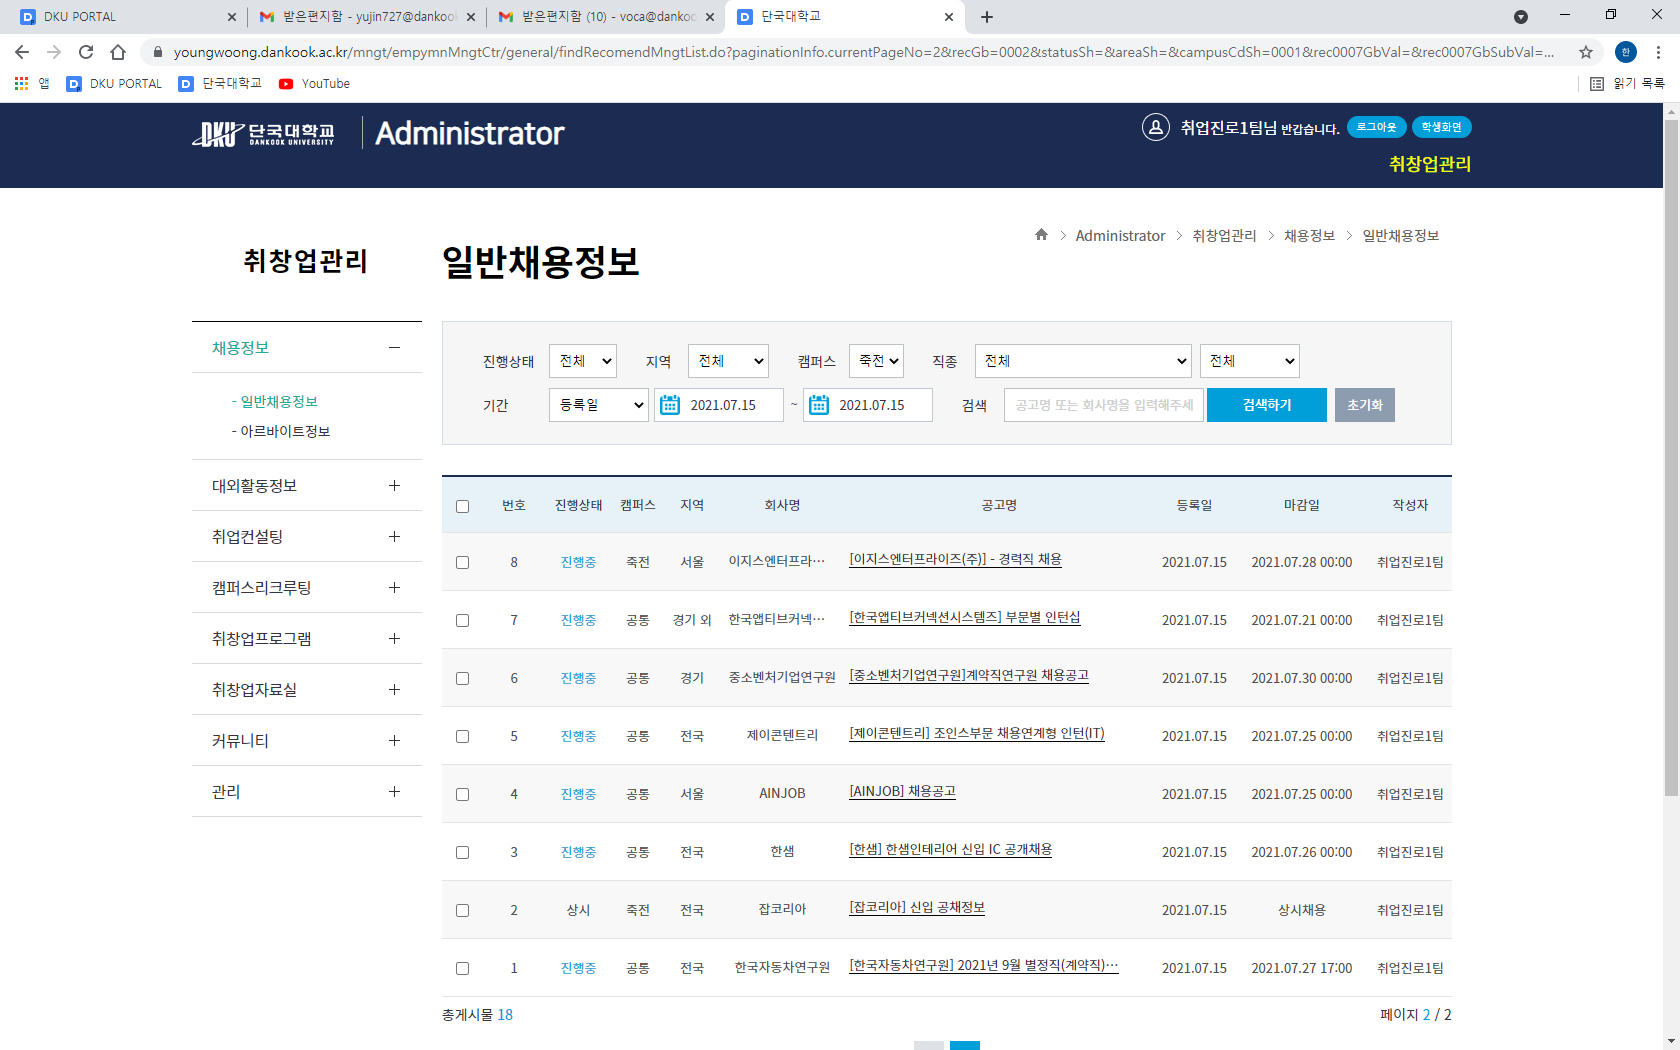 DKU PORTAL
받은편지함 - yujin727@dankook
받은편지함 (10) - voca@dankoo
단국대학교
youngwoong.dankook.ac.kr/mngt/empymnMngtCtr/general/findRecomendMngtList.do?paginationInfo.currentPageNo=2&recGb=0002&statusSh=&areaSh=&campusCdSh=0001&rec0007GbVal=&rec0007GbSubVal=...
한
앱
DKU PORTAL
단국대학교
YouTube
읽기 목록
DKU 단국대학교
DANKOOK UNIVERSITY
Administrator
취업진로1팀님 반갑습니다.
로그아웃
학생화면
취창업관리
Administrator > 취창업관리 > 채용정보 > 일반채용정보
취창업관리
일반채용정보
채용정보
- 일반채용정보
- 아르바이트정보
대외활동정보
취업컨설팅
캠퍼스리크루팅
취창업프로그램
취창업자료실
커뮤니티
관리
진행상태 전체 지역 전체 캠퍼스 죽전 직종 전체 전체
기간 등록일 2021.07.15 ~ 2021.07.15 검색 공고명 또는 회사명을 입력해주세 검색하기 초기화
번호 진행상태 캠퍼스 지역 회사명 공고명 등록일 마감일 작성자
8 진행중 죽전 서울 이지스엔터프라… [이지스엔터프라이즈(주)] - 경력직 채용 2021.07.15 2021.07.28 00:00 취업진로1팀
7 진행중 공통 경기 외 한국앱티브커넥… [한국앱티브커넥션시스템즈] 부문별 인턴십 2021.07.15 2021.07.21 00:00 취업진로1팀
6 진행중 공통 경기 중소벤처기업연구원 [중소벤처기업연구원]계약직연구원 채용공고 2021.07.15 2021.07.30 00:00 취업진로1팀
5 진행중 공통 전국 제이콘텐트리 [제이콘텐트리] 조인스부문 채용연계형 인턴(IT) 2021.07.15 2021.07.25 00:00 취업진로1팀
4 진행중 공통 서울 AINJOB [AINJOB] 채용공고 2021.07.15 2021.07.25 00:00 취업진로1팀
3 진행중 공통 전국 한샘 [한샘] 한샘인테리어 신입 IC 공개채용 2021.07.15 2021.07.26 00:00 취업진로1팀
2 상시 죽전 전국 잡코리아 [잡코리아] 신입 공채정보 2021.07.15 상시채용 취업진로1팀
1 진행중 공통 전국 한국자동차연구원 [한국자동차연구원] 2021년 9월 별정직(계약직)… 2021.07.15 2021.07.27 17:00 취업진로1팀
총게시물 18
페이지 2 / 2